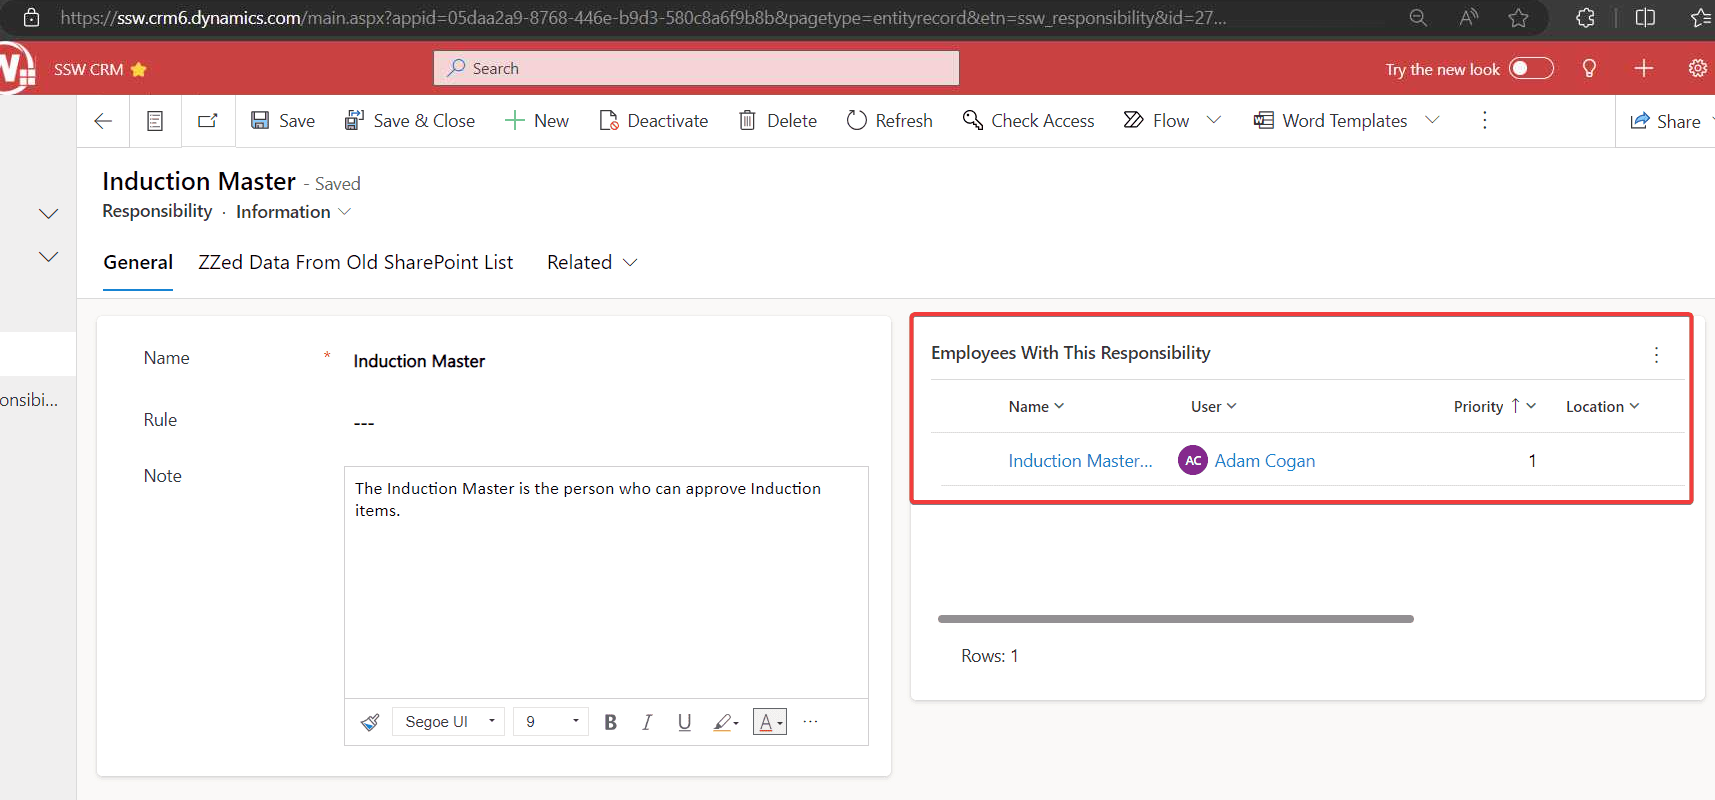 https://ssw.crm6.dynamics.com/main.aspx?appid=05daa2a9-8768-446e-b9d3-580c8a6f9b8b&pagetype=entityrecord&etn=ssw_responsibility&id=27...
W
SSW CRM
Search
Try the new look
Save
Save & Close
New
Deactivate
Delete
Refresh
Check Access
Flow
Word Templates
Share
Induction Master - Saved
Responsibility · Information
General
ZZed Data From Old SharePoint List
Related
onsibi...
Name *
Induction Master
Rule
---
Note
The Induction Master is the person who can approve Induction
items.
Segoe UI
9
B I U A ...
Employees With This Responsibility
Name User Priority ↑ Location
Induction Master... AC Adam Cogan 1
Rows: 1